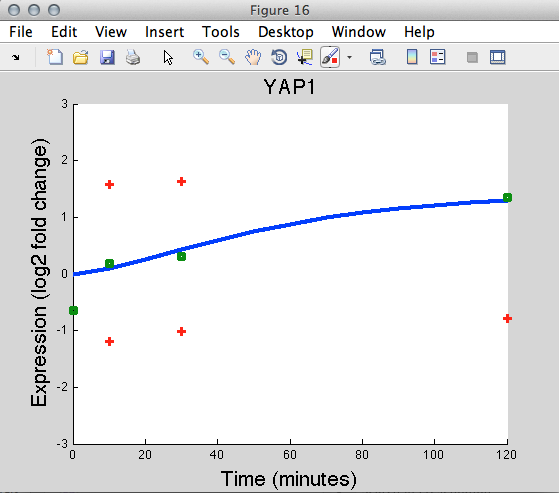 Figure 16
File Edit View Insert Tools Desktop Window Help
YAP1
3
2
1
0
-1
-2
-3
Expression (log2 fold change)
0 20 40 60 80 100 120
Time (minutes)